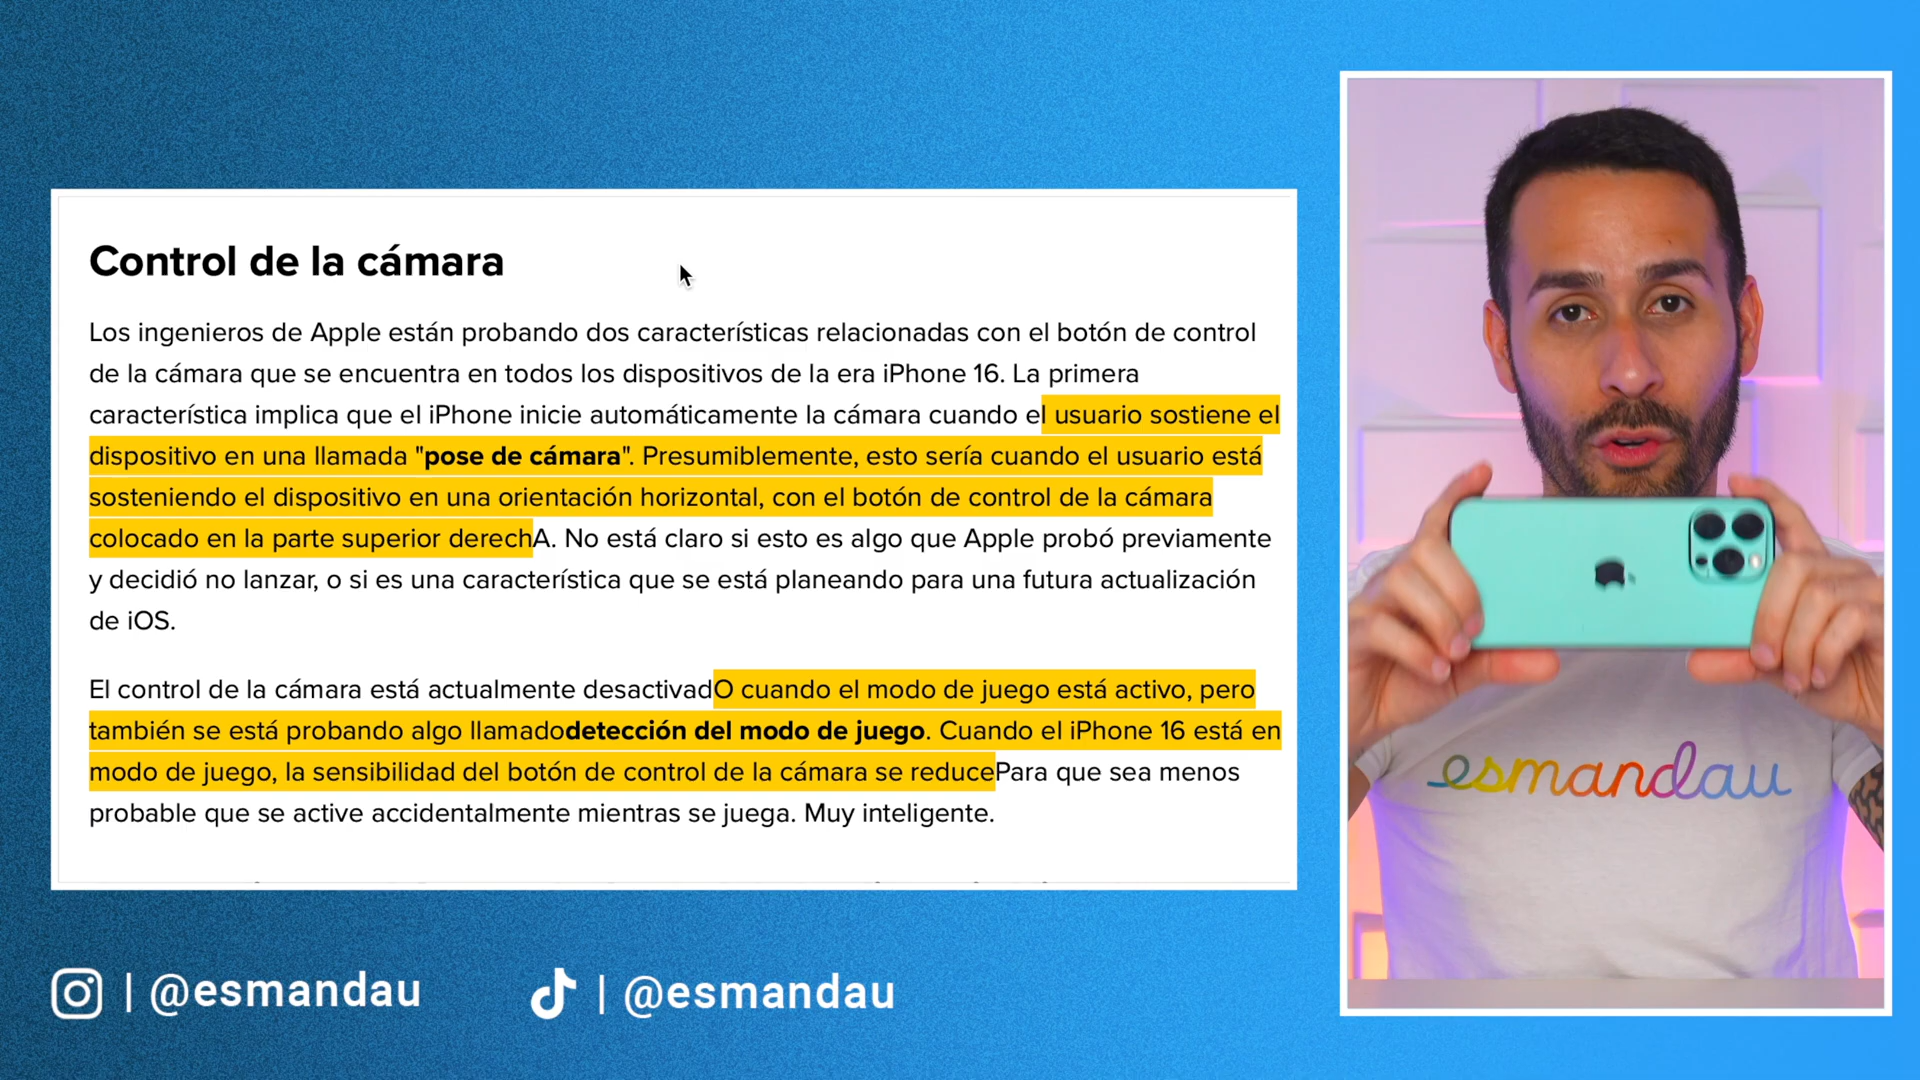 Control de la cámara
Los ingenieros de Apple están probando dos características relacionadas con el botón de control
de la cámara que se encuentra en todos los dispositivos de la era iPhone 16. La primera
característica implica que el iPhone inicie automáticamente la cámara cuando el usuario sostiene el
dispositivo en una llamada "pose de cámara". Presumiblemente, esto sería cuando el usuario está
sosteniendo el dispositivo en una orientación horizontal, con el botón de control de la cámara
colocado en la parte superior derechA. No está claro si esto es algo que Apple probó previamente
y decidió no lanzar, o si es una característica que se está planeando para una futura actualización
de iOS.
El control de la cámara está actualmente desactivadO cuando el modo de juego está activo, pero
también se está probando algo llamadodetección del modo de juego. Cuando el iPhone 16 está en
modo de juego, la sensibilidad del botón de control de la cámara se reducePara que sea menos
probable que se active accidentalmente mientras se juega. Muy inteligente.
esmandau
| @esmandau
| @esmandau